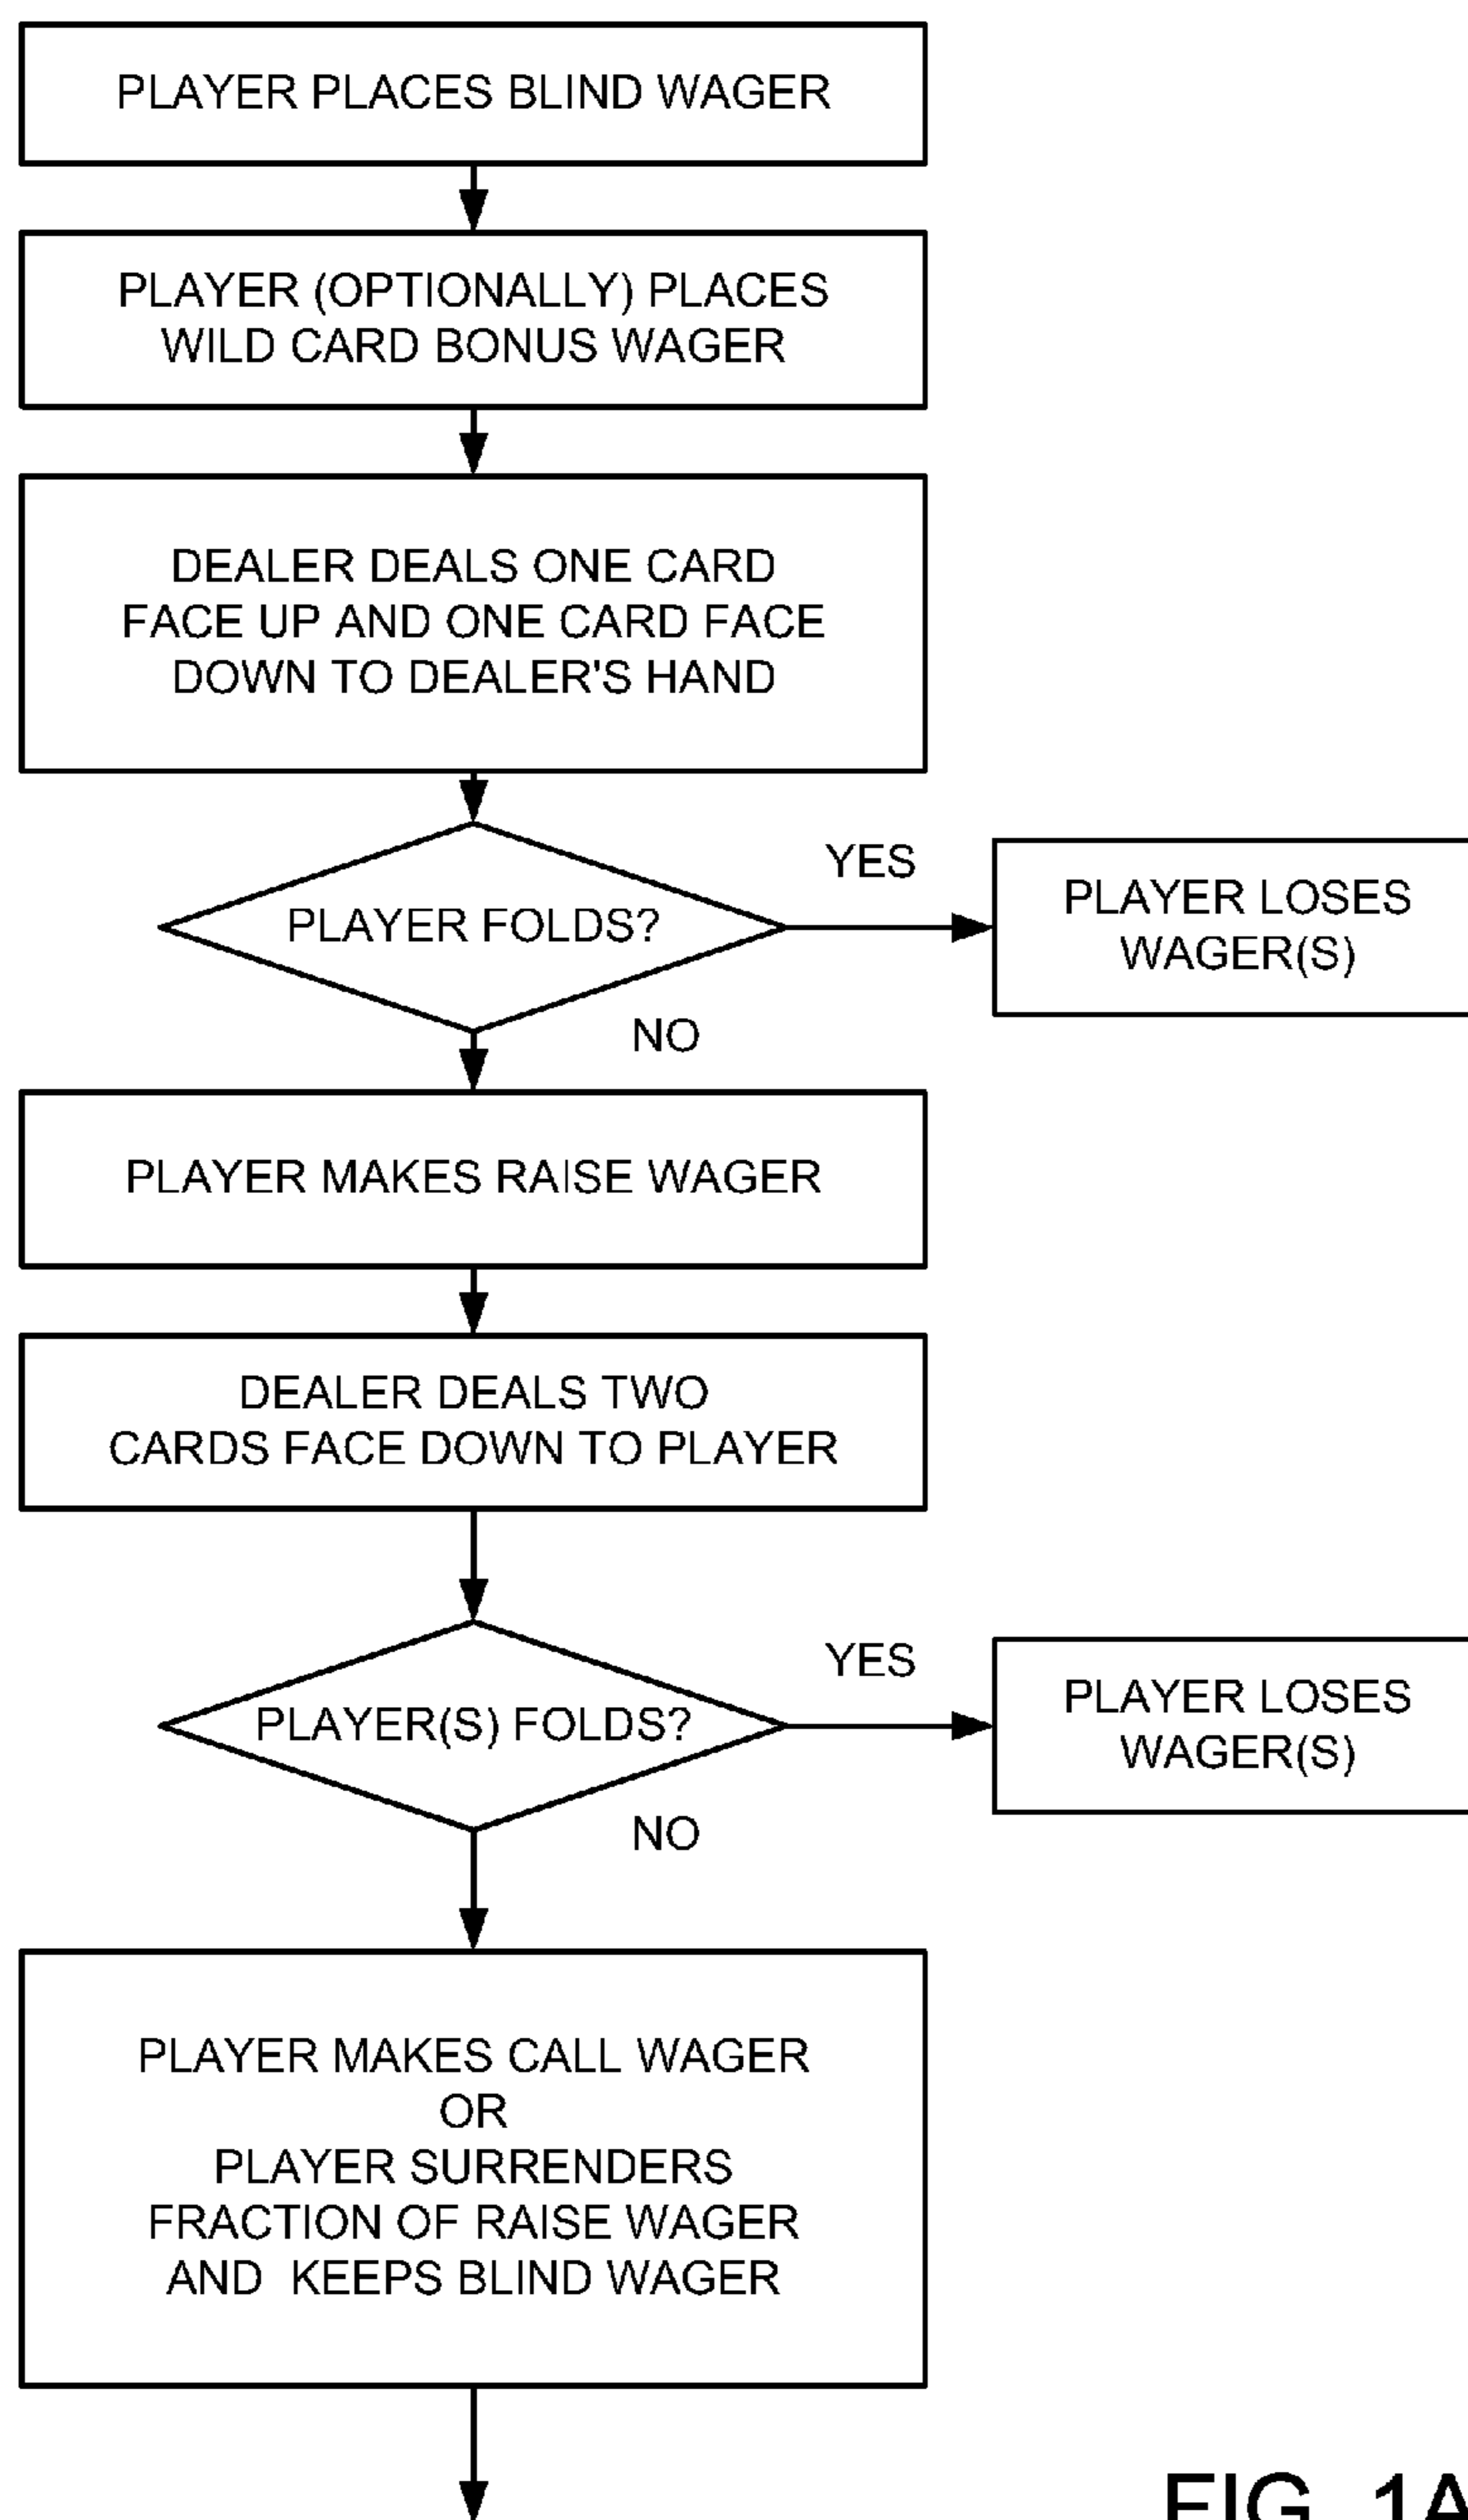 PLAYER PLACES BLIND WAGER
PLAYER (OPTIONALLY) PLACES
WILD CARD BONUS WAGER
DEALER DEALS ONE CARD
FACE UP AND ONE CARD FACE
DOWN TO DEALER'S HAND
PLAYER FOLDS?
YES
PLAYER LOSES
WAGER(S)
NO
PLAYER MAKES RAISE WAGER
DEALER DEALS TWO
CARDS FACE DOWN TO PLAYER
PLAYER(S) FOLDS?
YES
PLAYER LOSES
WAGER(S)
NO
PLAYER MAKES CALL WAGER
OR
PLAYER SURRENDERS
FRACTION OF RAISE WAGER
AND KEEPS BLIND WAGER
FIG. 1A